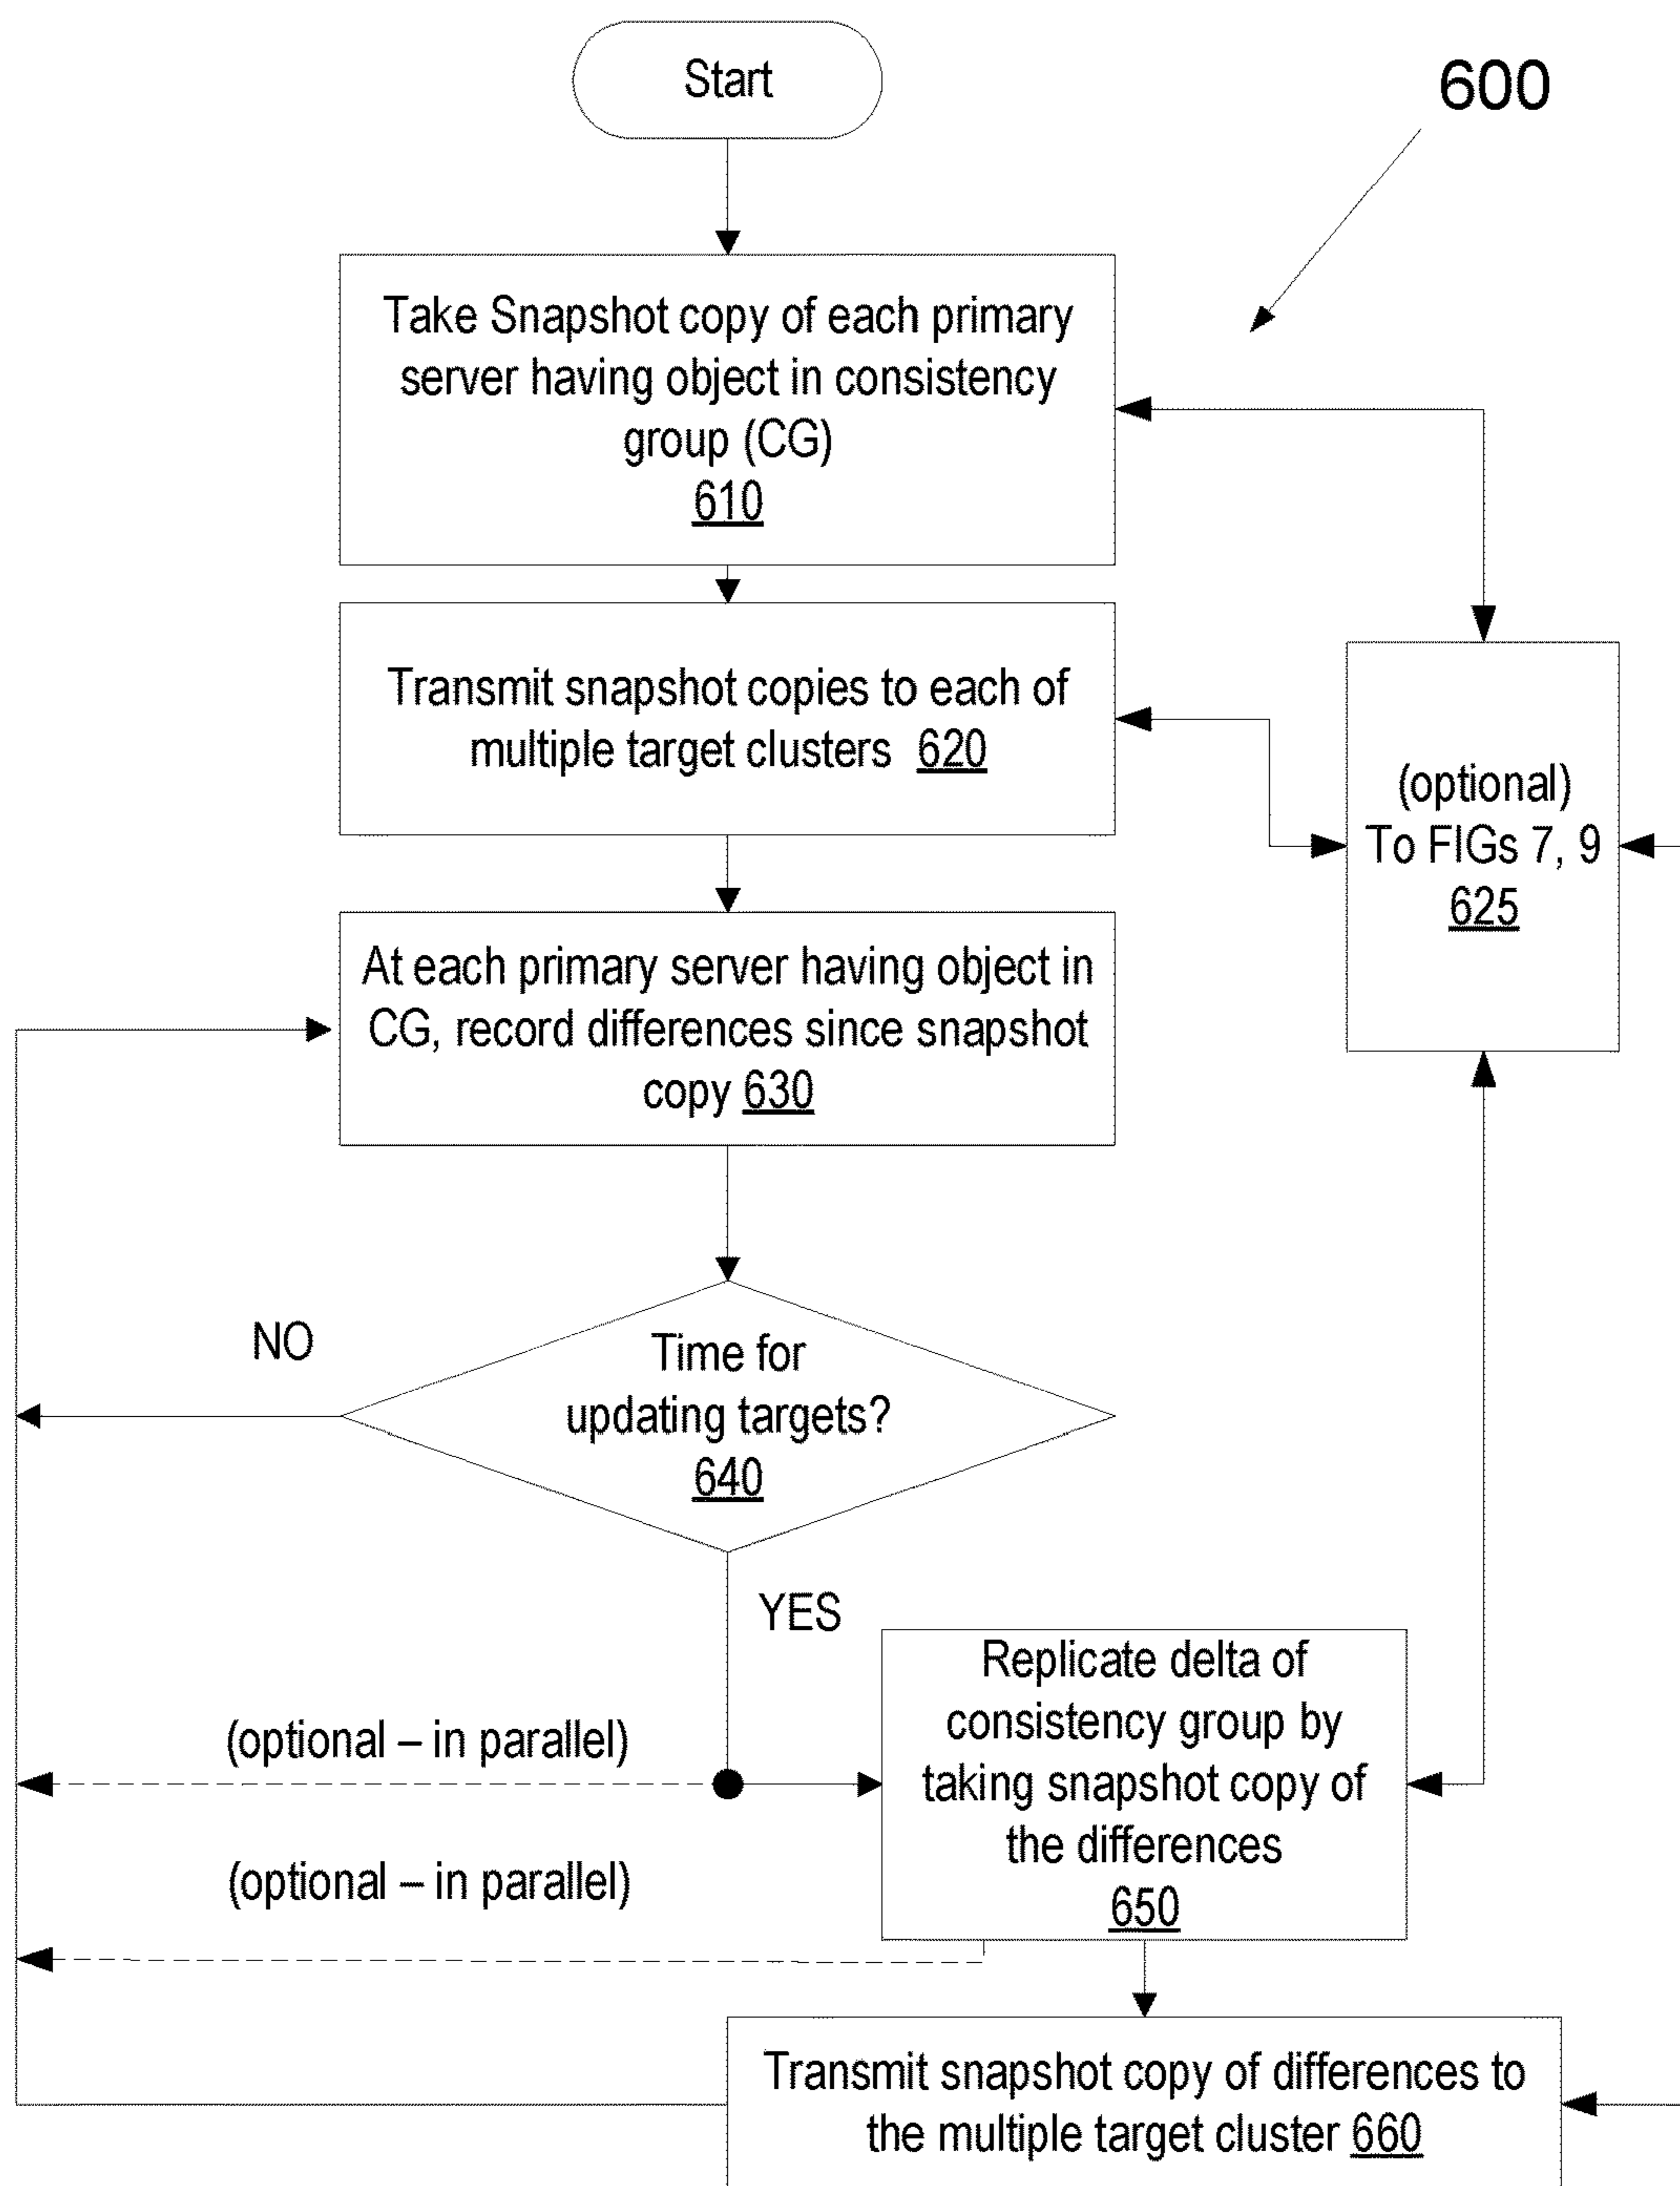 Start
600
Take Snapshot copy of each primary
server having object in consistency
group (CG)
610
Transmit snapshot copies to each of
multiple target clusters 620
(optional)
To FIGs 7, 9
625
At each primary server having object in
CG, record differences since snapshot
copy 630
NO
Time for
updating targets?
640
YES
Replicate delta of
consistency group by
taking snapshot copy of
the differences
650
(optional – in parallel)
(optional – in parallel)
Transmit snapshot copy of differences to
the multiple target cluster 660